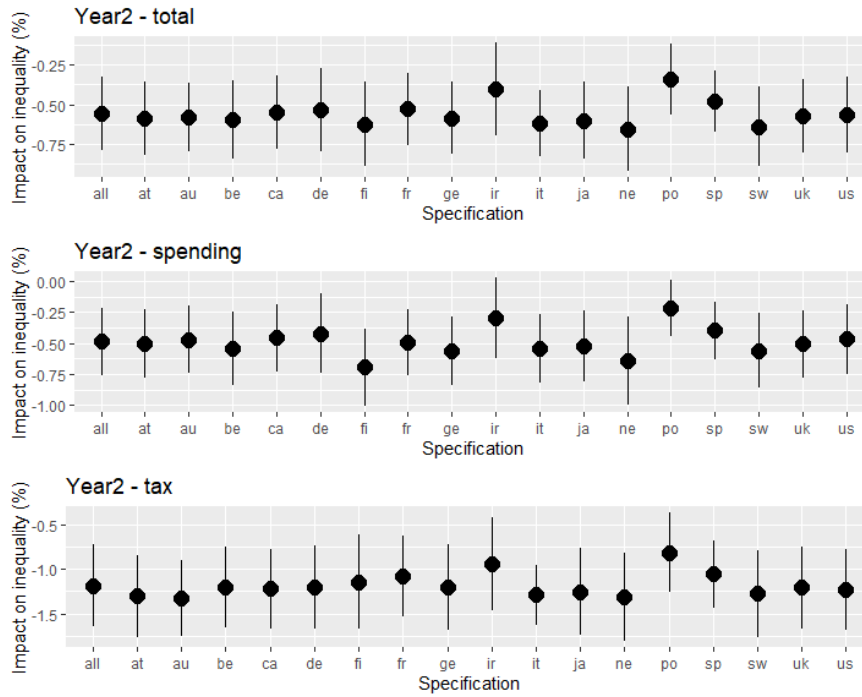 Year2 - total
Impact on inequality (%)
-0.25
-0.50
-0.75
all at au be ca de fi fr ge ir it ja ne po sp sw uk us
Specification
Year2 - spending
Impact on inequality (%)
0.00
-0.25
-0.50
-0.75
-1.00
all at au be ca de fi fr ge ir it ja ne po sp sw uk us
Specification
Year2 - tax
Impact on inequality (%)
-0.5
-1.0
-1.5
all at au be ca de fi fr ge ir it ja ne po sp sw uk us
Specification